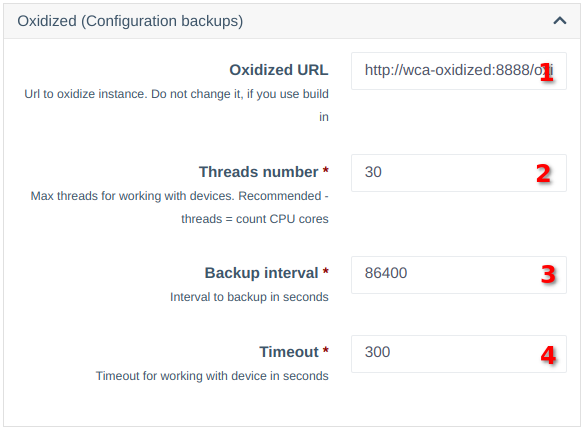 Oxidized (Configuration backups)
Oxidized URL
http://wca-oxidized:8888/oxi
1
Url to oxidize instance. Do not change it, if you use build
in
Threads number *
30
2
Max threads for working with devices. Recommended -
threads = count CPU cores
Backup interval *
86400
3
Interval to backup in seconds
Timeout *
300
4
Timeout for working with device in seconds